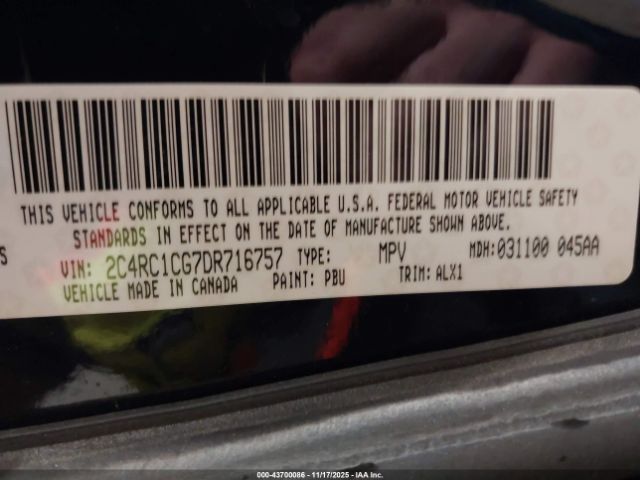 THIS VEHICLE CONFORMS TO ALL APPLICABLE U.S.A. FEDERAL MOTOR VEHICLE SAFETY
STANDARDS IN EFFECT ON THE DATE OF MANUFACTURE SHOWN ABOVE.
S VIN: 2C4RC1CG7DR716757 TYPE: MPV MDH:031100 045AA
VEHICLE MADE IN CANADA PAINT: PBU TRIM: ALX1
000-43700086 - 11/17/2025 - IAA Inc.